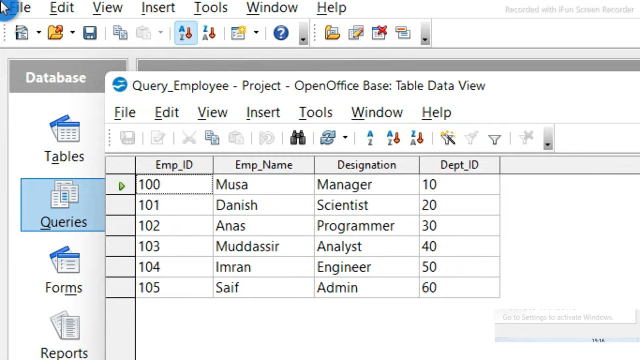 File Edit View Insert Tools Window Help
Recorded with iFun Screen Recorder
Database
Query_Employee - Project - OpenOffice Base: Table Data View
File Edit View Insert Tools Window Help
Tables
Queries
Forms
Reports
Emp_ID Emp_Name Designation Dept_ID
100 Musa Manager 10
101 Danish Scientist 20
102 Anas Programmer 30
103 Muddassir Analyst 40
104 Imran Engineer 50
105 Saif Admin 60
Go to Settings to activate Windows.